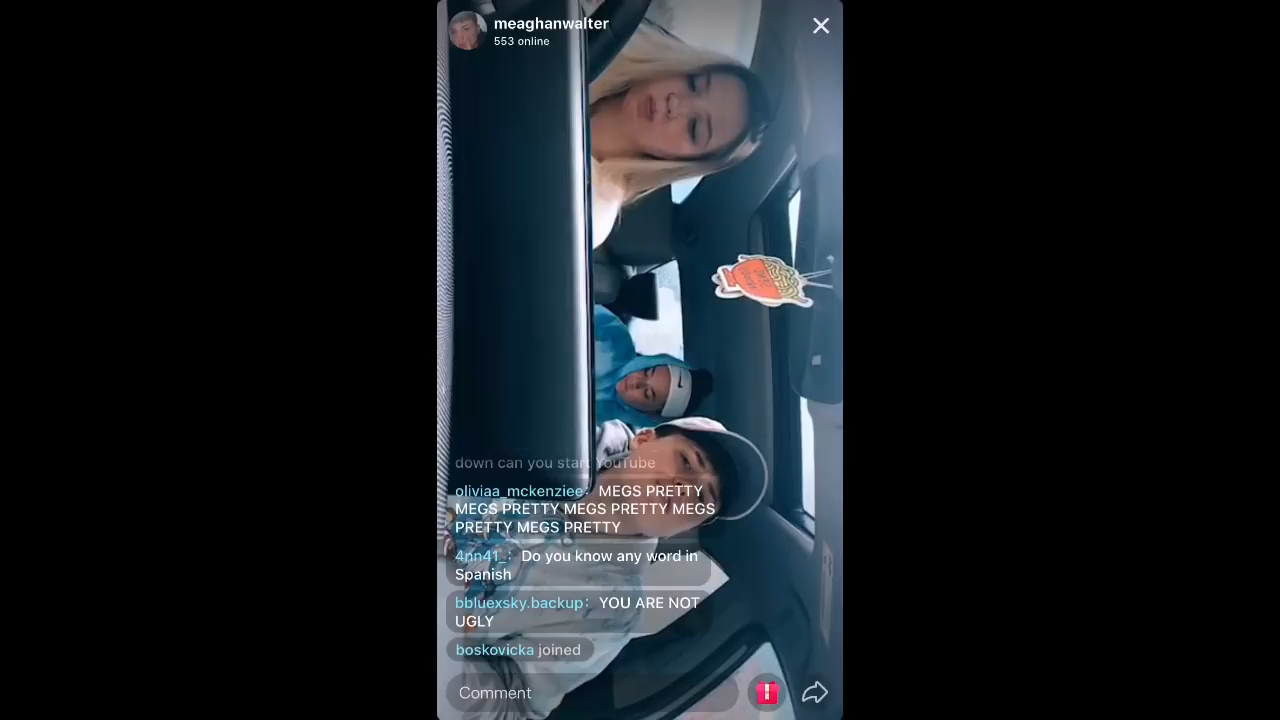 meaghanwalter
553 online
down can you start YouTube
oliviaa_mckenziee: MEGS PRETTY
MEGS PRETTY MEGS PRETTY MEGS
PRETTY MEGS PRETTY
4nn41_: Do you know any word in
Spanish
bbluexsky.backup: YOU ARE NOT
UGLY
boskovicka joined
Comment